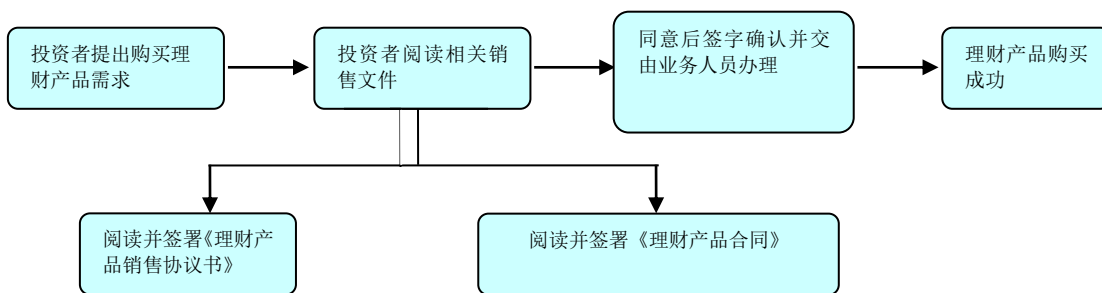 投资者提出购买理
财产品需求
投资者阅读相关销
售文件
同意后签字确认并交
由业务人员办理
理财产品购买
成功
阅读并签署《理财产
品销售协议书》
阅读并签署《理财产品合同》